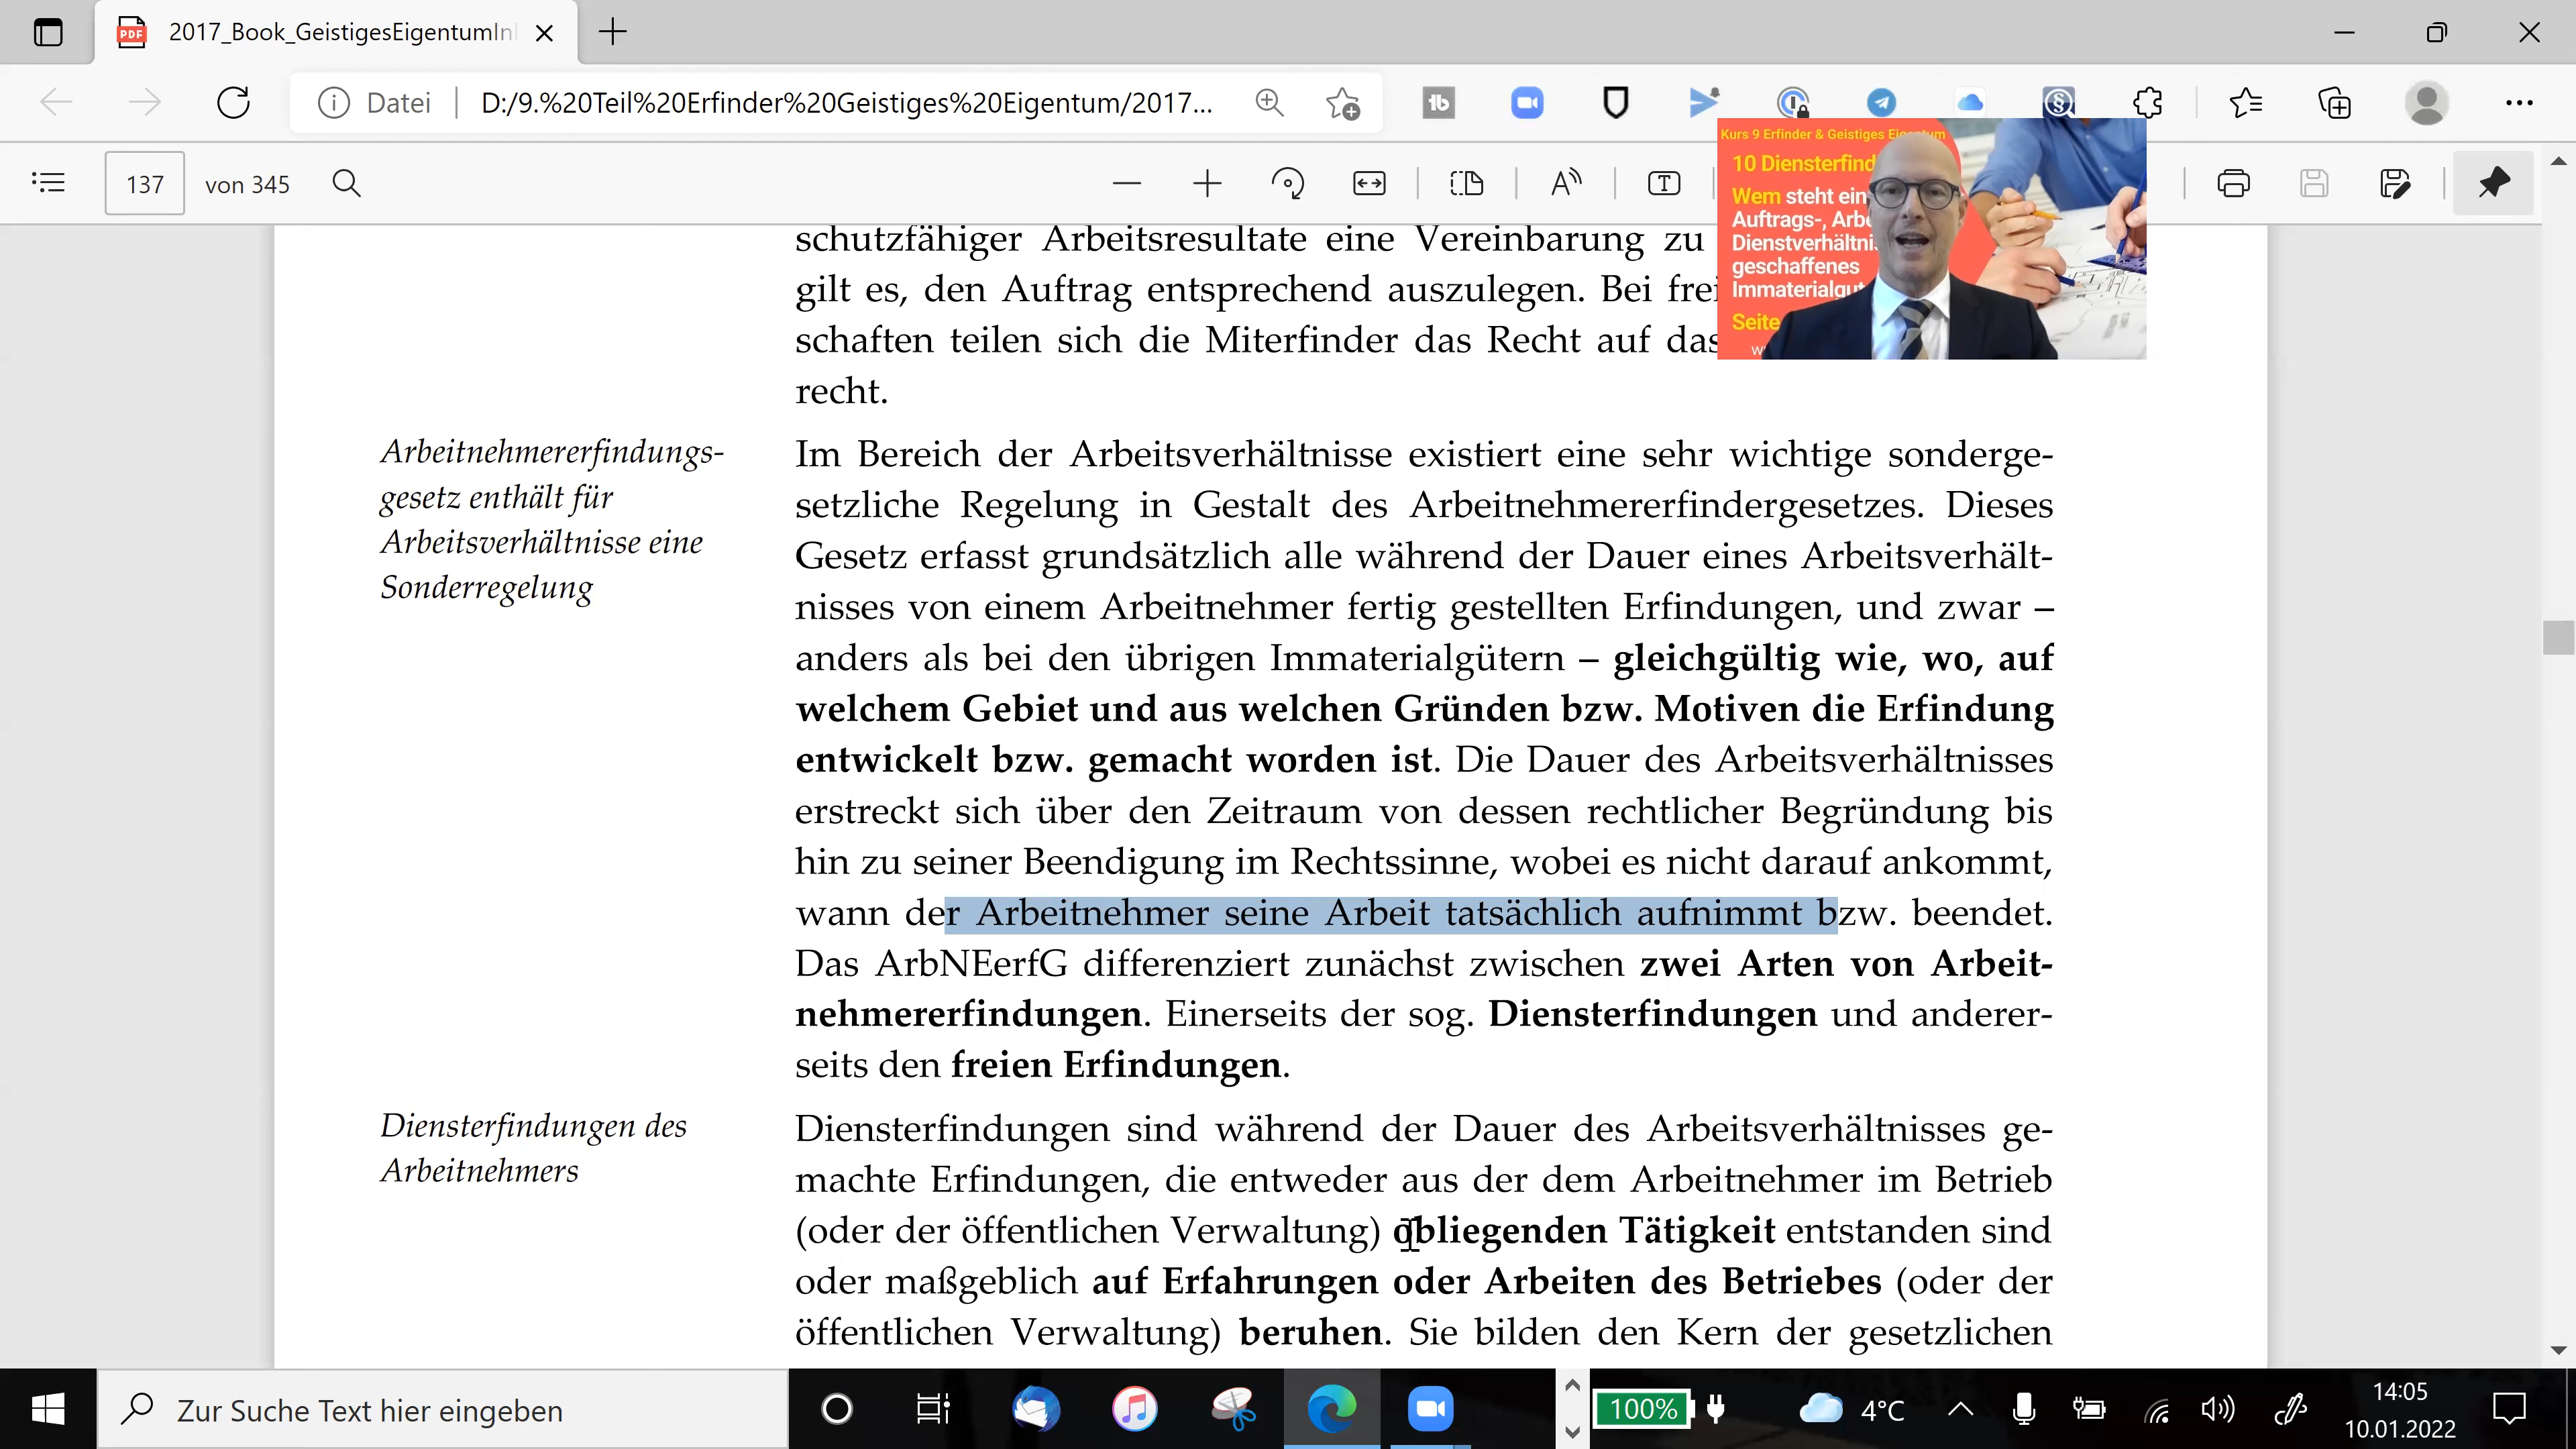 2017_Book_GeistigesEigentumIn
Datei
D:/9.%20Teil%20Erfinder%20Geistiges%20Eigentum/2017...
137
von 345
Kurs 9 Erfinder & Geistiges Eigentum
10 Diensterfind
Wem steht ein
Auftrags-, Arbe
Dienstverhältni
geschaffenes
Immaterialgut
Seite
schutzfähiger Arbeitsresultate eine Vereinbarung zu
gilt es, den Auftrag entsprechend auszulegen. Bei frei
schaften teilen sich die Miterfinder das Recht auf das
recht.
Arbeitnehmererfindungs-
gesetz enthält für
Arbeitsverhältnisse eine
Sonderregelung
Im Bereich der Arbeitsverhältnisse existiert eine sehr wichtige sonderge-
setzliche Regelung in Gestalt des Arbeitnehmererfindergesetzes. Dieses
Gesetz erfasst grundsätzlich alle während der Dauer eines Arbeitsverhält-
nisses von einem Arbeitnehmer fertig gestellten Erfindungen, und zwar –
anders als bei den übrigen Immaterialgütern – gleichgültig wie, wo, auf
welchem Gebiet und aus welchen Gründen bzw. Motiven die Erfindung
entwickelt bzw. gemacht worden ist. Die Dauer des Arbeitsverhältnisses
erstreckt sich über den Zeitraum von dessen rechtlicher Begründung bis
hin zu seiner Beendigung im Rechtssinne, wobei es nicht darauf ankommt,
wann der Arbeitnehmer seine Arbeit tatsächlich aufnimmt bzw. beendet.
Das ArbNEerfG differenziert zunächst zwischen zwei Arten von Arbeit-
nehmererfindungen. Einerseits der sog. Diensterfindungen und anderer-
seits den freien Erfindungen.
Diensterfindungen des
Arbeitnehmers
Diensterfindungen sind während der Dauer des Arbeitsverhältnisses ge-
machte Erfindungen, die entweder aus der dem Arbeitnehmer im Betrieb
(oder der öffentlichen Verwaltung) obliegenden Tätigkeit entstanden sind
oder maßgeblich auf Erfahrungen oder Arbeiten des Betriebes (oder der
öffentlichen Verwaltung) beruhen. Sie bilden den Kern der gesetzlichen
Zur Suche Text hier eingeben
100%
4°C
14:05
10.01.2022